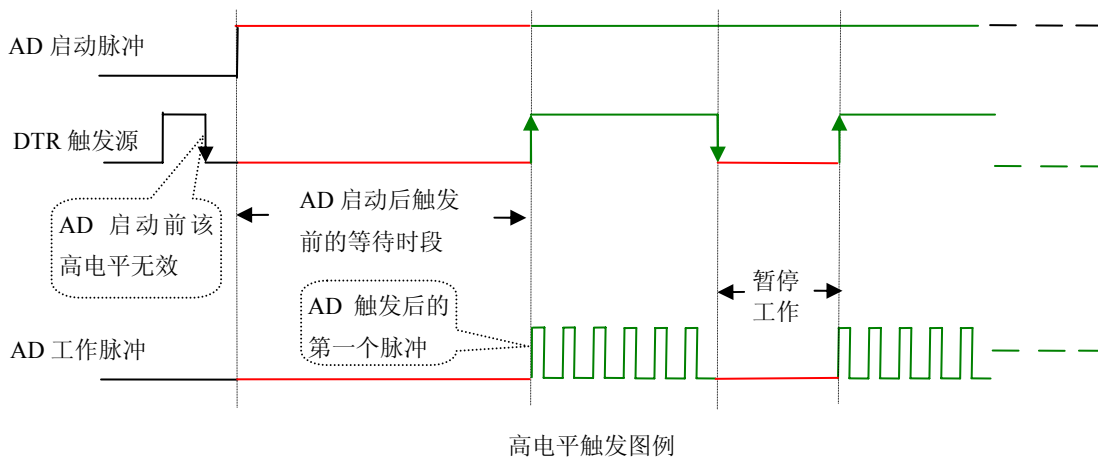 AD 启动脉冲
DTR 触发源
AD 启动前该
高电平无效
AD 启动后触发
前的等待时段
AD 触发后的
第一个脉冲
暂停
工作
AD 工作脉冲
高电平触发图例